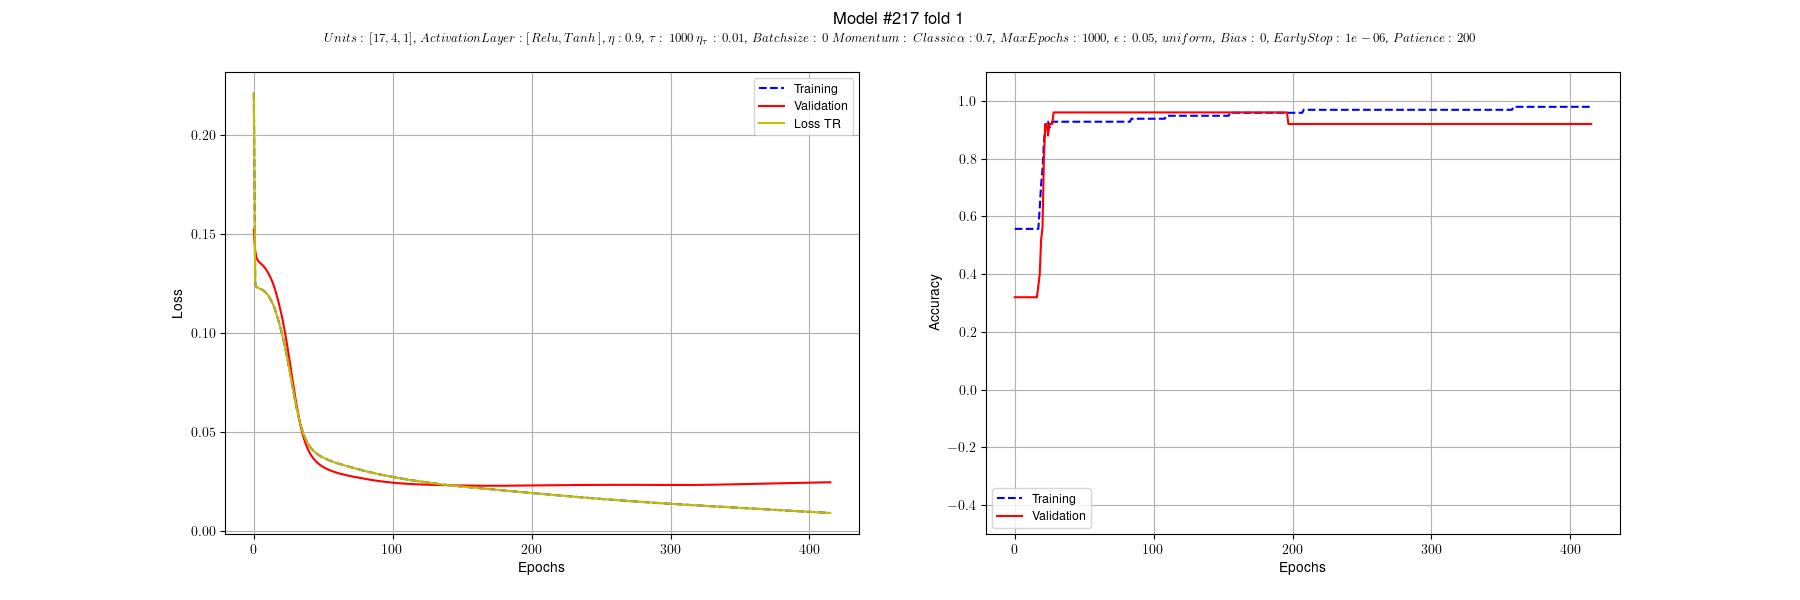 Model #217 fold 1
Units : [17, 4, 1], ActivationLayer : [Relu, Tanh], η : 0.9, τ : 1000 η_τ : 0.01, Batchsize : 0 Momentum : Classicα : 0.7, MaxEpochs : 1000, ϵ : 0.05, uniform, Bias : 0, EarlyStop : 1e − 06, Patience : 200
Training
Validation
Loss TR
0.20
0.15
0.10
0.05
0.00
Loss
0
100
200
300
400
Epochs
1.0
0.8
0.6
0.4
0.2
0.0
−0.2
−0.4
Accuracy
Training
Validation
0
100
200
300
400
Epochs